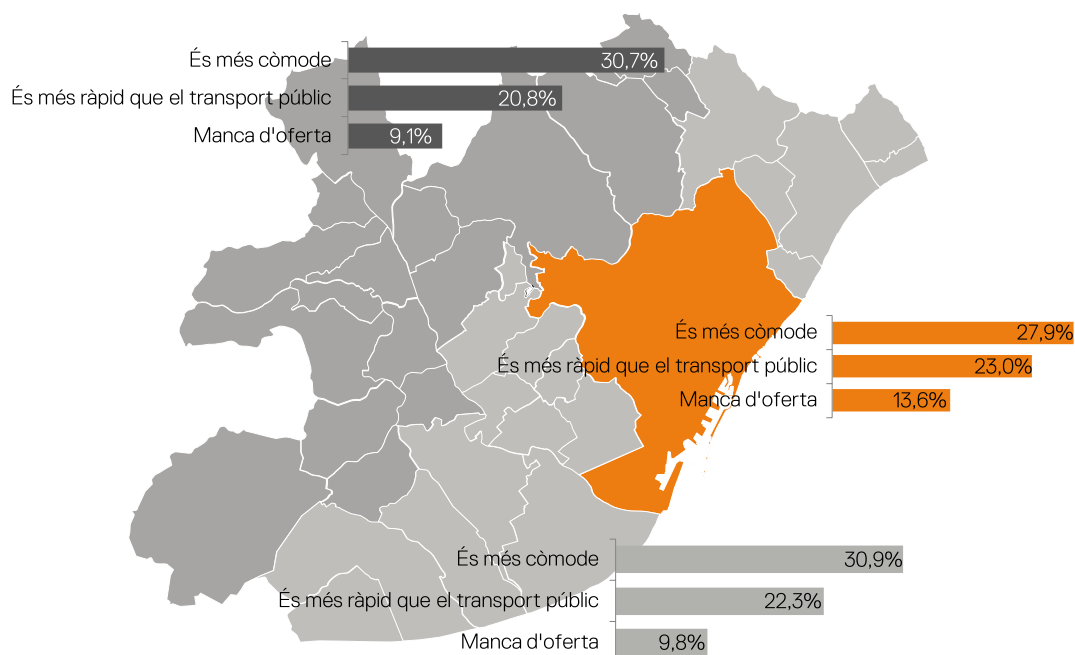 És més còmode 30,7%
És més ràpid que el transport públic 20,8%
Manca d'oferta 9,1%
És més còmode 27,9%
És més ràpid que el transport públic 23,0%
Manca d'oferta 13,6%
És més còmode 30,9%
És més ràpid que el transport públic 22,3%
Manca d'oferta 9,8%